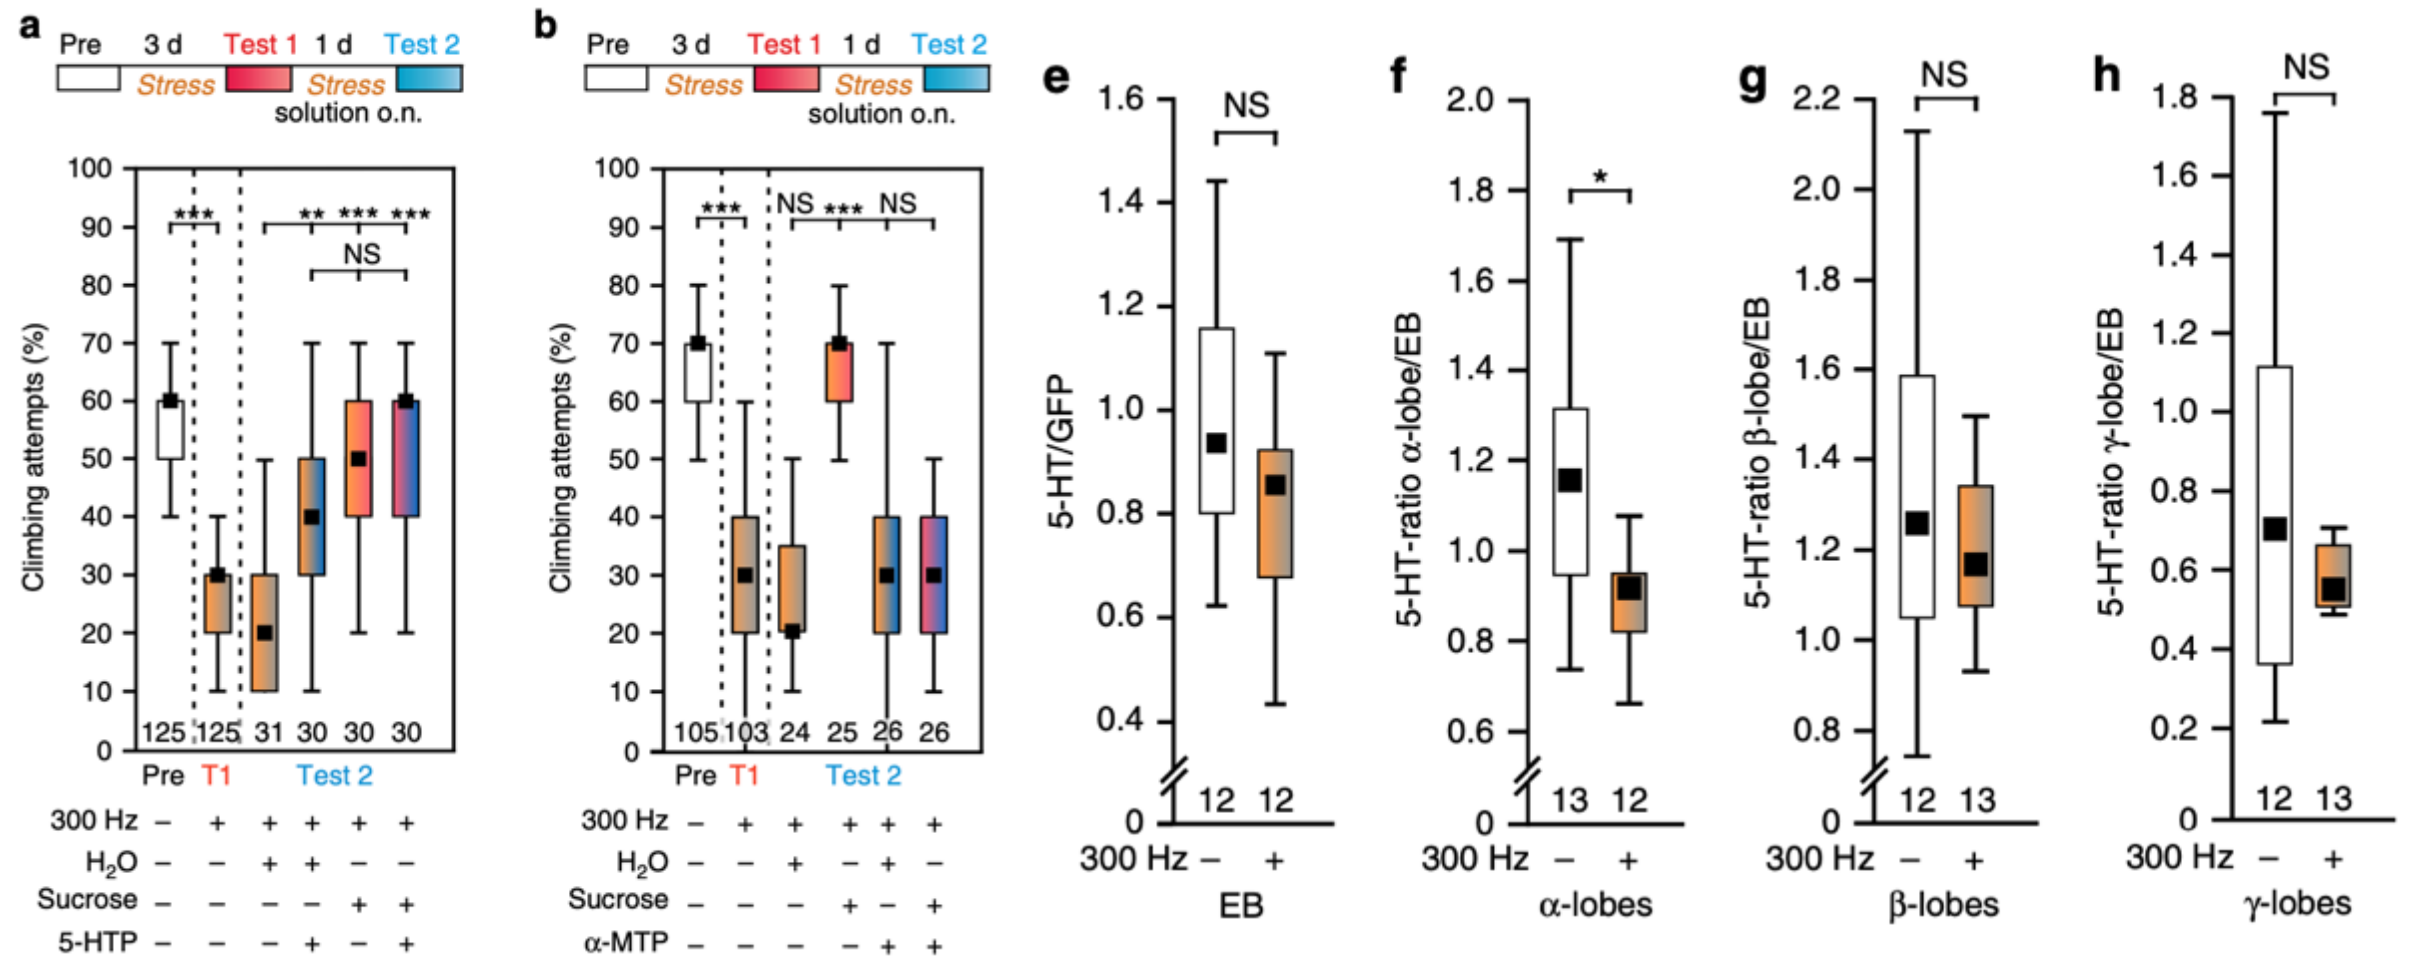 a
Pre 3 d Test 1 1 d Test 2
Stress Stress
solution o.n.
Climbing attempts (%)
100
90
80
70
60
50
40
30
20
10
0
*** ** *** ***
NS
125 125 31 30 30 30
Pre T1 Test 2
300 Hz – + + + + +
H₂O – – + + – –
Sucrose – – – – + +
5-HTP – – – + – +
b
Pre 3 d Test 1 1 d Test 2
Stress Stress
solution o.n.
Climbing attempts (%)
100
90
80
70
60
50
40
30
20
10
0
*** NS *** NS
105 103 24 25 26 26
Pre T1 Test 2
300 Hz – + + + + +
H₂O – – + – + –
Sucrose – – – + – +
α-MTP – – – – + +
e
5-HT/GFP
NS
1.6
1.4
1.2
1.0
0.8
0.6
0.4
0
12 12
300 Hz – +
EB
f
5-HT-ratio α-lobe/EB
*
2.0
1.8
1.6
1.4
1.2
1.0
0.8
0.6
0
13 12
300 Hz – +
α-lobes
g
5-HT-ratio β-lobe/EB
NS
2.2
2.0
1.8
1.6
1.4
1.2
1.0
0.8
0
12 13
300 Hz – +
β-lobes
h
5-HT-ratio γ-lobe/EB
NS
1.8
1.6
1.4
1.2
1.0
0.8
0.6
0.4
0.2
0
12 13
300 Hz – +
γ-lobes